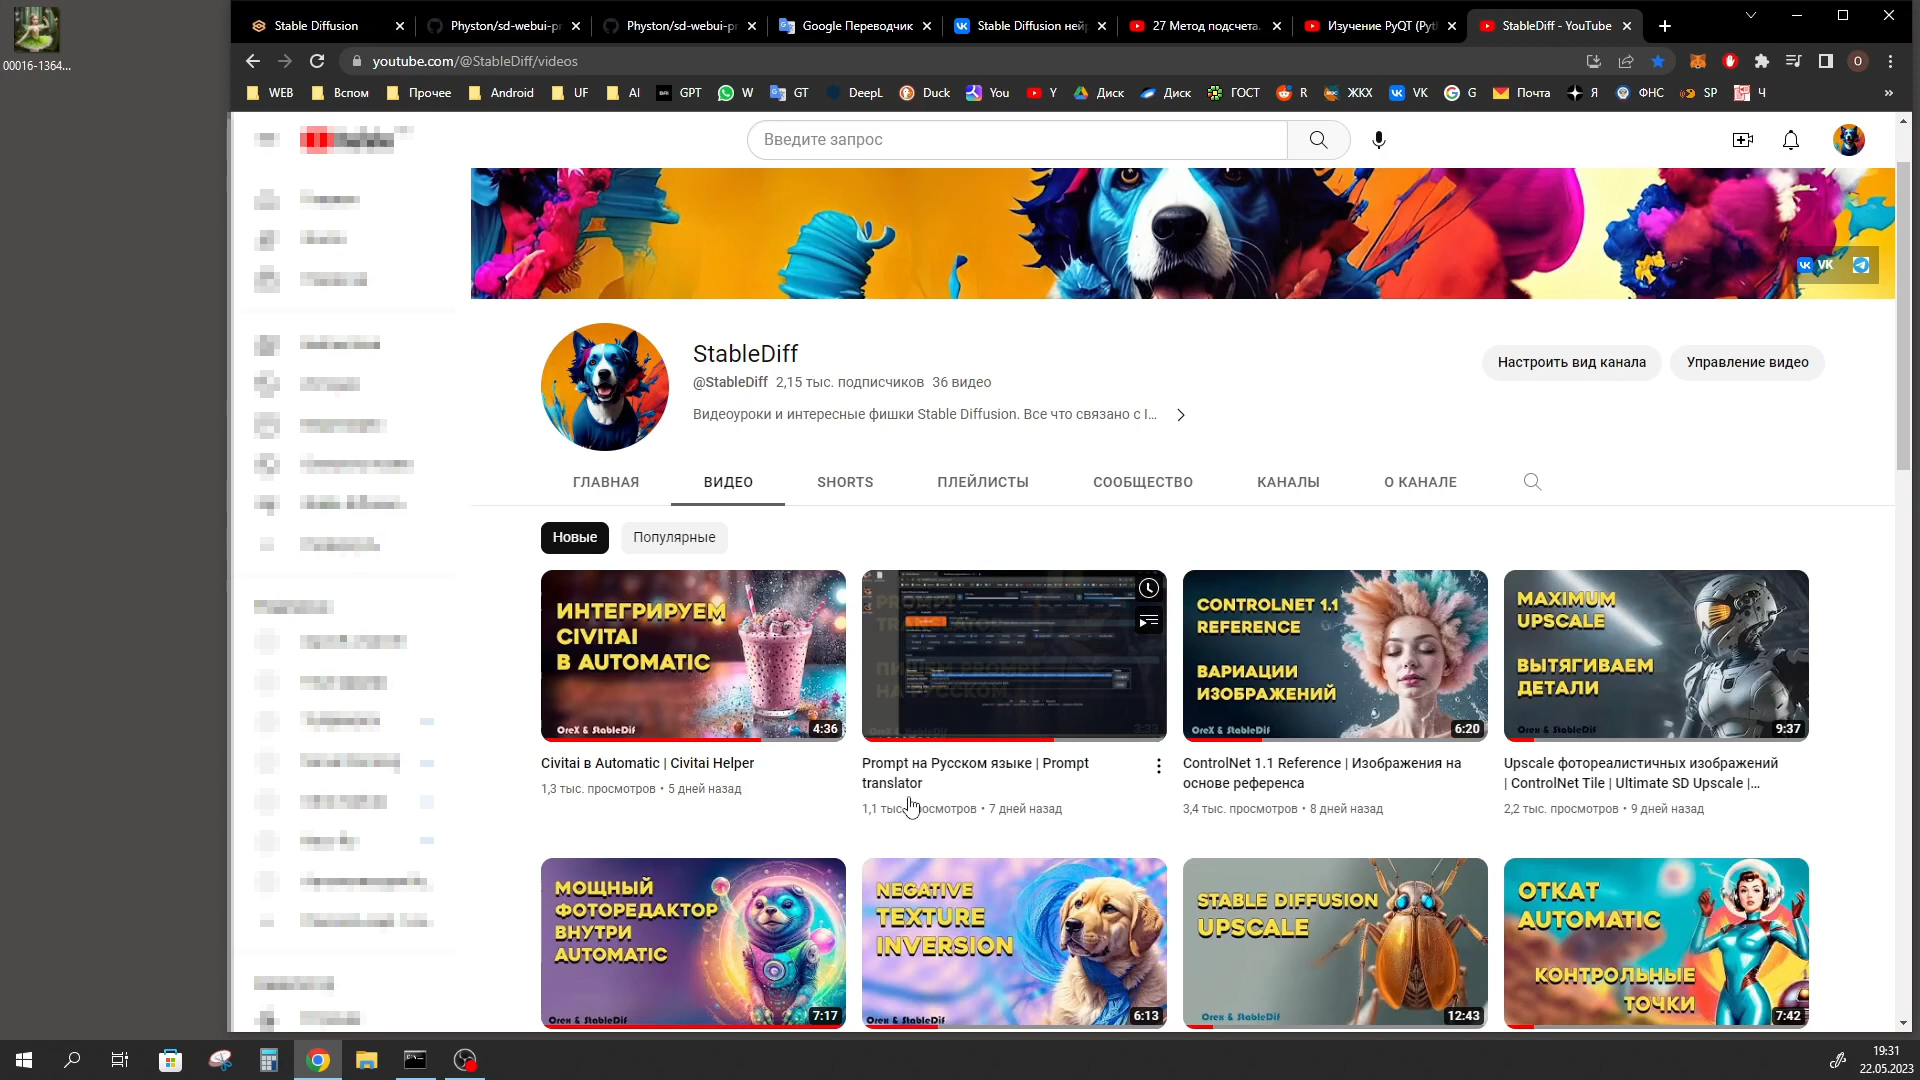 00016-1364...
Stable Diffusion
Physton/sd-webui-pr
Physton/sd-webui-pr
Google Переводчик
Stable Diffusion ней
27 Метод подсчета.
Изучение PyQT (Pyt
StableDiff - YouTube
youtube.com/@StableDiff/videos
O
WEB
Вспом
Прочее
Android
UF
AI
GPT
W
GT
DeepL
Duck
You
Y
Диск
Диск
ГОСТ
R
ЖКХ
VK
G
Почта
Я
ФНС
SP
Ч
»
Введите запрос
VK
StableDiff
@StableDiff 2,15 тыс. подписчиков 36 видео
Видеоуроки и интересные фишки Stable Diffusion. Все что связано с I...
Настроить вид канала
Управление видео
ГЛАВНАЯ
ВИДЕО
SHORTS
ПЛЕЙЛИСТЫ
СООБЩЕСТВО
КАНАЛЫ
О КАНАЛЕ
Новые
Популярные
ИНТЕГРИРУЕМ
CIVITAI
В AUTOMATIC
OreX & StableDif
4:36
Civitai в Automatic | Civitai Helper
1,3 тыс. просмотров • 5 дней назад
Prompt на Русском языке | Prompt
translator
1,1 тыс. просмотров • 7 дней назад
CONTROLNET 1.1
REFERENCE
ВАРИАЦИИ
ИЗОБРАЖЕНИЙ
OreX & StableDif
6:20
ControlNet 1.1 Reference | Изображения на
основе референса
3,4 тыс. просмотров • 8 дней назад
MAXIMUM
UPSCALE
ВЫТЯГИВАЕМ
ДЕТАЛИ
OreX & StableDif
9:37
Upscale фотореалистичных изображений
| ControlNet Tile | Ultimate SD Upscale |...
2,2 тыс. просмотров • 9 дней назад
МОЩНЫЙ
ФОТОРЕДАКТОР
ВНУТРИ
AUTOMATIC
Orex & StableDif
7:17
NEGATIVE
TEXTURE
INVERSION
Orex & StableDif
6:13
STABLE DIFFUSION
UPSCALE
Orex & StableDif
12:43
ОТКАТ
AUTOMATIC
КОНТРОЛЬНЫЕ
ТОЧКИ
7:42
19:31
22.05.2023